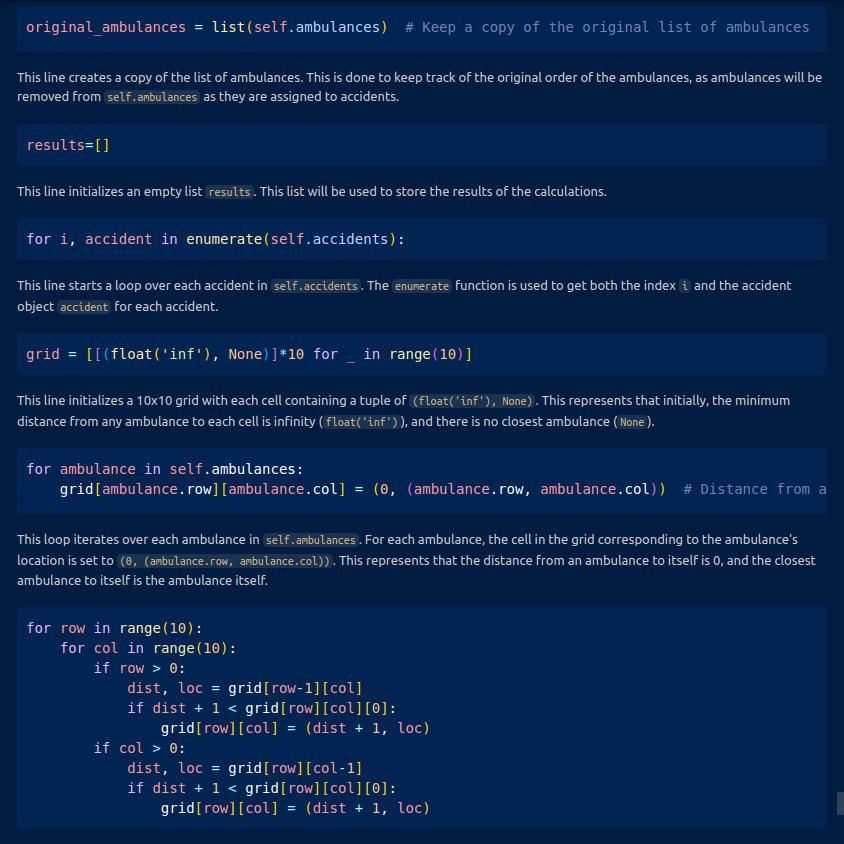 original_ambulances = list(self.ambulances)  # Keep a copy of the original list of ambulances
This line creates a copy of the list of ambulances. This is done to keep track of the original order of the ambulances, as ambulances will be
removed from self.ambulances as they are assigned to accidents.
results=[]
This line initializes an empty list results. This list will be used to store the results of the calculations.
for i, accident in enumerate(self.accidents):
This line starts a loop over each accident in self.accidents. The enumerate function is used to get both the index i and the accident
object accident for each accident.
grid = [[(float('inf'), None)]*10 for _ in range(10)]
This line initializes a 10x10 grid with each cell containing a tuple of (float('inf'), None). This represents that initially, the minimum
distance from any ambulance to each cell is infinity (float('inf')), and there is no closest ambulance (None).
for ambulance in self.ambulances:
    grid[ambulance.row][ambulance.col] = (0, (ambulance.row, ambulance.col))  # Distance from a
This loop iterates over each ambulance in self.ambulances. For each ambulance, the cell in the grid corresponding to the ambulance's
location is set to (0, (ambulance.row, ambulance.col)). This represents that the distance from an ambulance to itself is 0, and the closest
ambulance to itself is the ambulance itself.
for row in range(10):
    for col in range(10):
        if row > 0:
            dist, loc = grid[row-1][col]
            if dist + 1 < grid[row][col][0]:
                grid[row][col] = (dist + 1, loc)
        if col > 0:
            dist, loc = grid[row][col-1]
            if dist + 1 < grid[row][col][0]:
                grid[row][col] = (dist + 1, loc)